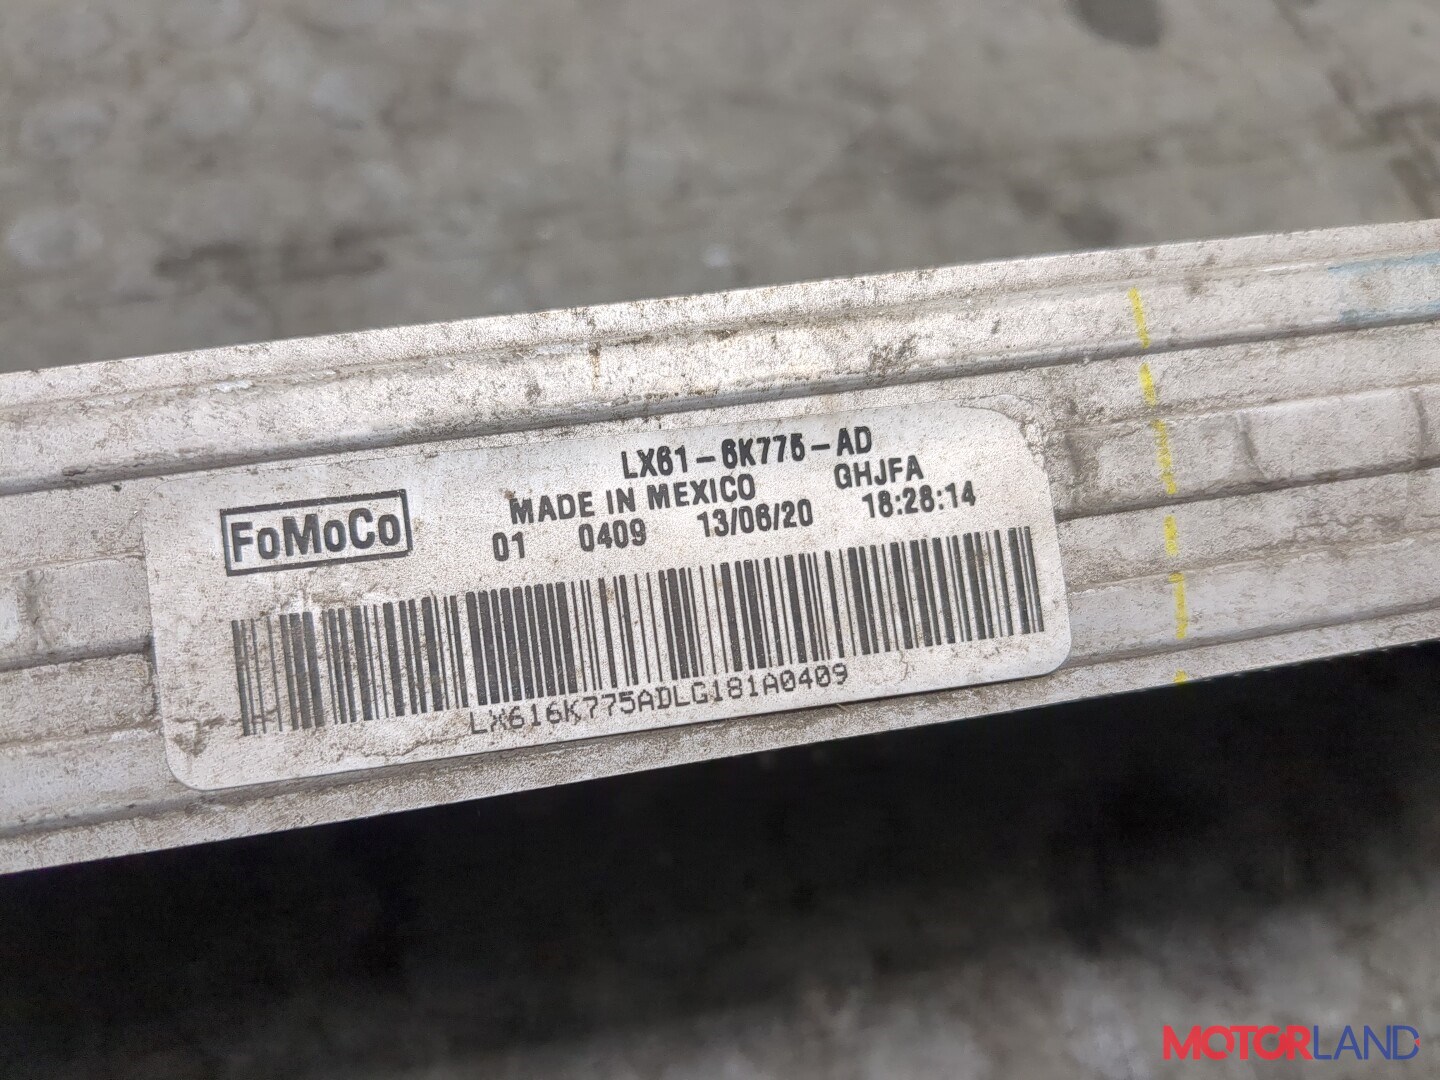 LX61-6K775-AD
MADE IN MEXICO GHJFA
FoMoCo 01 0409 13/06/20 18:28:14
LX616K775ADLG181A0409
MOTORLAND